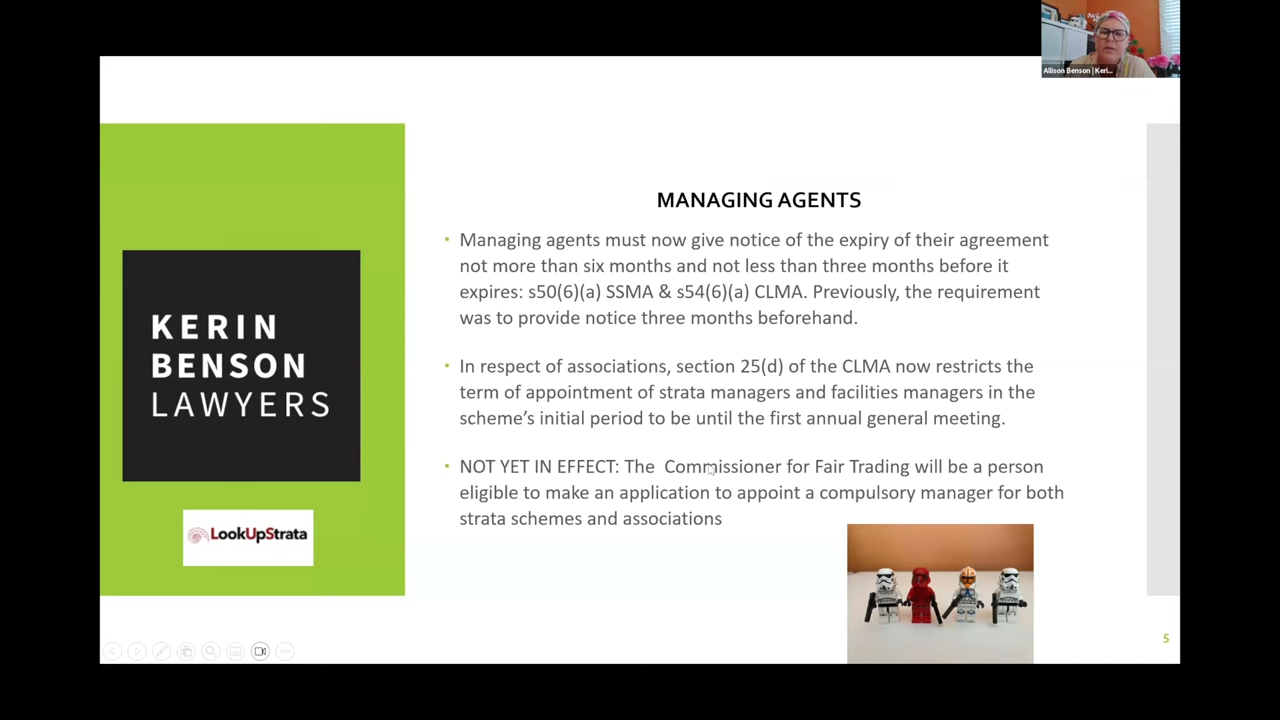 Allison Benson | Keri...
MANAGING AGENTS
• Managing agents must now give notice of the expiry of their agreement
not more than six months and not less than three months before it
expires: s50(6)(a) SSMA & s54(6)(a) CLMA. Previously, the requirement
was to provide notice three months beforehand.
• In respect of associations, section 25(d) of the CLMA now restricts the
term of appointment of strata managers and facilities managers in the
scheme's initial period to be until the first annual general meeting.
• NOT YET IN EFFECT: The Commissioner for Fair Trading will be a person
eligible to make an application to appoint a compulsory manager for both
strata schemes and associations
KERIN
BENSON
LAWYERS
LookUpStrata
5